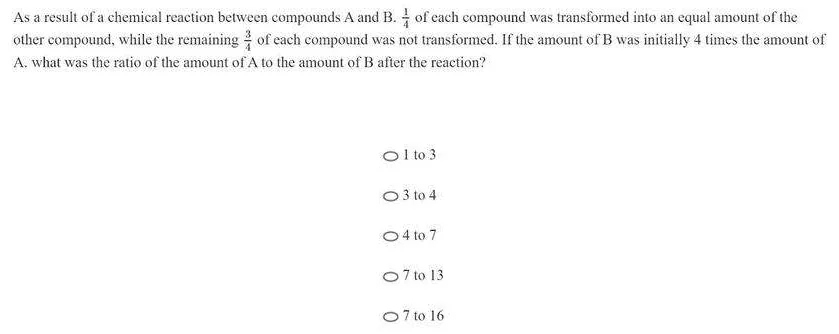 As a result of a chemical reaction between compounds A and B. 1/4 of each compound was transformed into an equal amount of the
other compound, while the remaining 3/4 of each compound was not transformed. If the amount of B was initially 4 times the amount of
A. what was the ratio of the amount of A to the amount of B after the reaction?
1 to 3
3 to 4
4 to 7
7 to 13
7 to 16